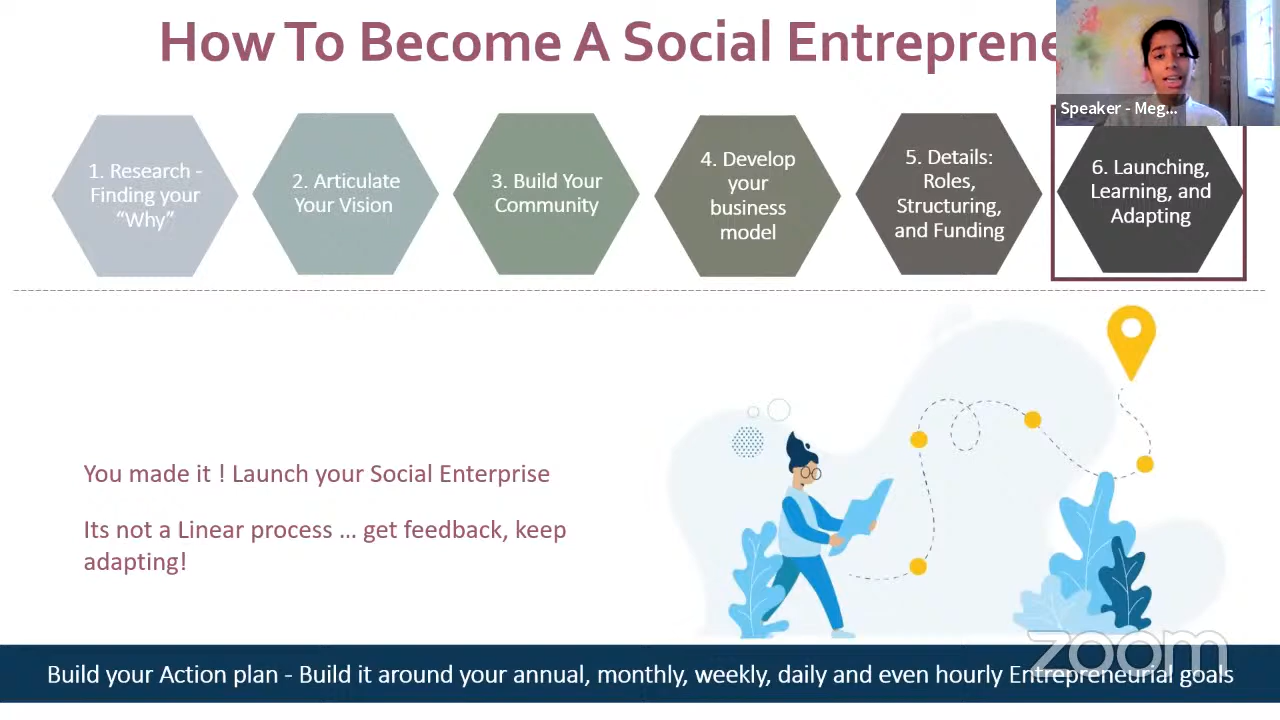 How To Become A Social Entreprene
Speaker - Meg...
1. Research -
Finding your
“Why”
2. Articulate
Your Vision
3. Build Your
Community
4. Develop
your
business
model
5. Details:
Roles,
Structuring,
and Funding
6. Launching,
Learning, and
Adapting
You made it ! Launch your Social Enterprise
Its not a Linear process ... get feedback, keep
adapting!
zoom
Build your Action plan - Build it around your annual, monthly, weekly, daily and even hourly Entrepreneurial goals